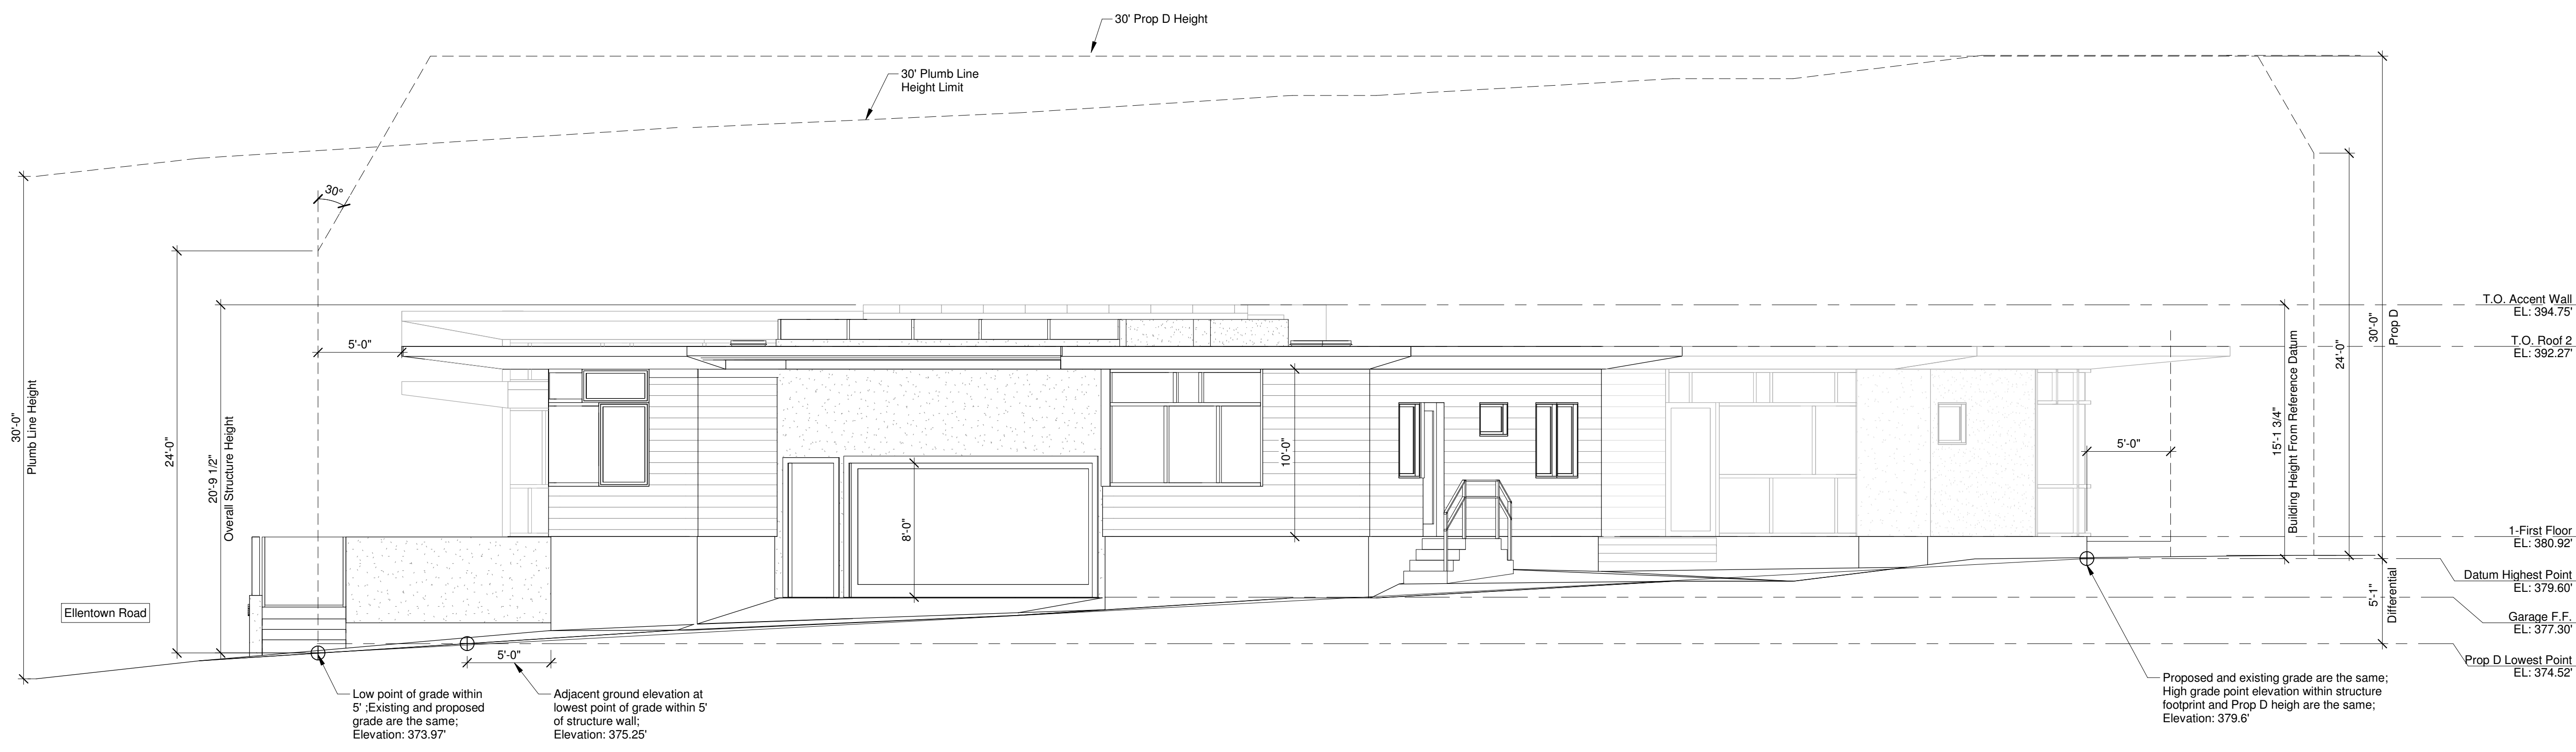 30' Prop D Height
30' Plumb Line
Height Limit
30°
5'-0"
30'-0"
Plumb Line Height
24'-0"
20'-9 1/2"
Overall Structure Height
8'-0"
10'-0"
5'-0"
15'-1 3/4"
Building Height From Reference Datum
24'-0"
30'-0"
Prop D
5'-1"
Differential
T.O. Accent Wall
EL: 394.75'
T.O. Roof 2
EL: 392.27'
1-First Floor
EL: 380.92'
Datum Highest Point
EL: 379.60'
Garage F.F.
EL: 377.30'
Prop D Lowest Point
EL: 374.52'
Ellentown Road
5'-0"
Low point of grade within
5' ;Existing and proposed
grade are the same;
Elevation: 373.97'
Adjacent ground elevation at
lowest point of grade within 5'
of structure wall;
Elevation: 375.25'
Proposed and existing grade are the same;
High grade point elevation within structure
footprint and Prop D heigh are the same;
Elevation: 379.6'